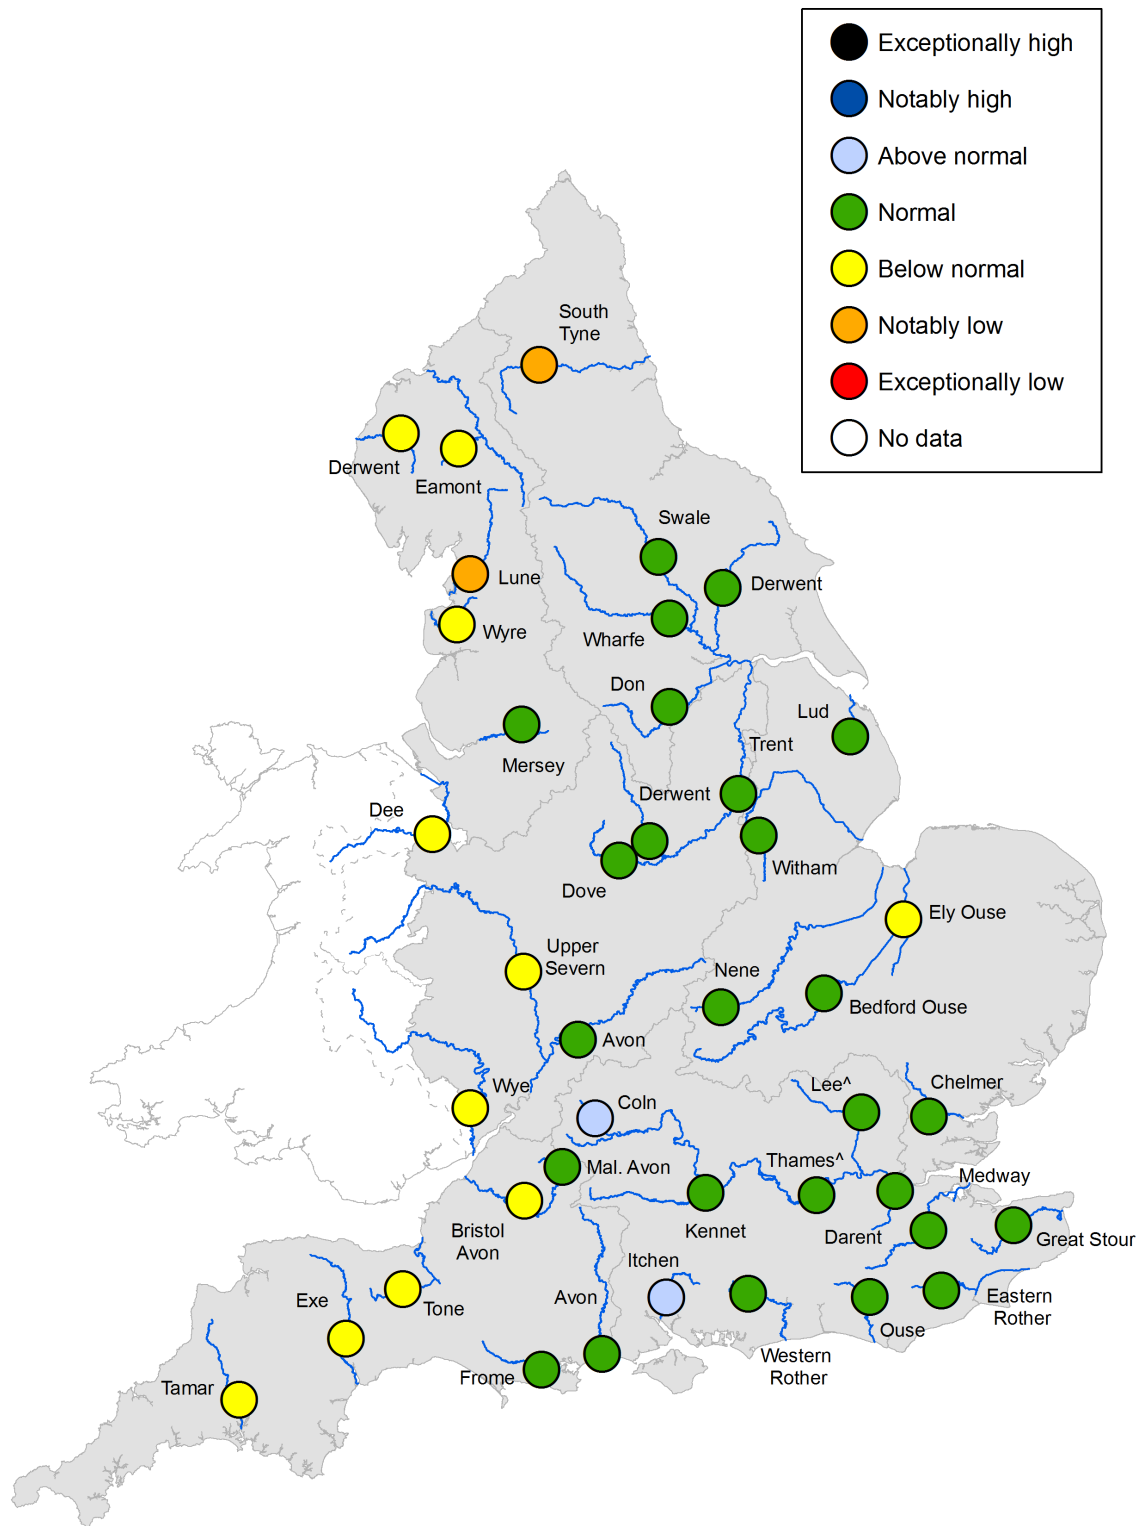 Exceptionally high
Notably high
Above normal
Normal
Below normal
Notably low
Exceptionally low
No data
South
Tyne
Derwent
Eamont
Swale
Lune
Derwent
Wyre
Wharfe
Don
Lud
Trent
Mersey
Derwent
Dee
Witham
Dove
Ely Ouse
Upper
Severn
Nene
Bedford Ouse
Avon
Wye
Lee^
Chelmer
Coln
Mal. Avon
Thames^
Medway
Bristol
Avon
Kennet
Darent
Great Stour
Itchen
Exe
Tone
Avon
Eastern
Rother
Ouse
Western
Rother
Frome
Tamar